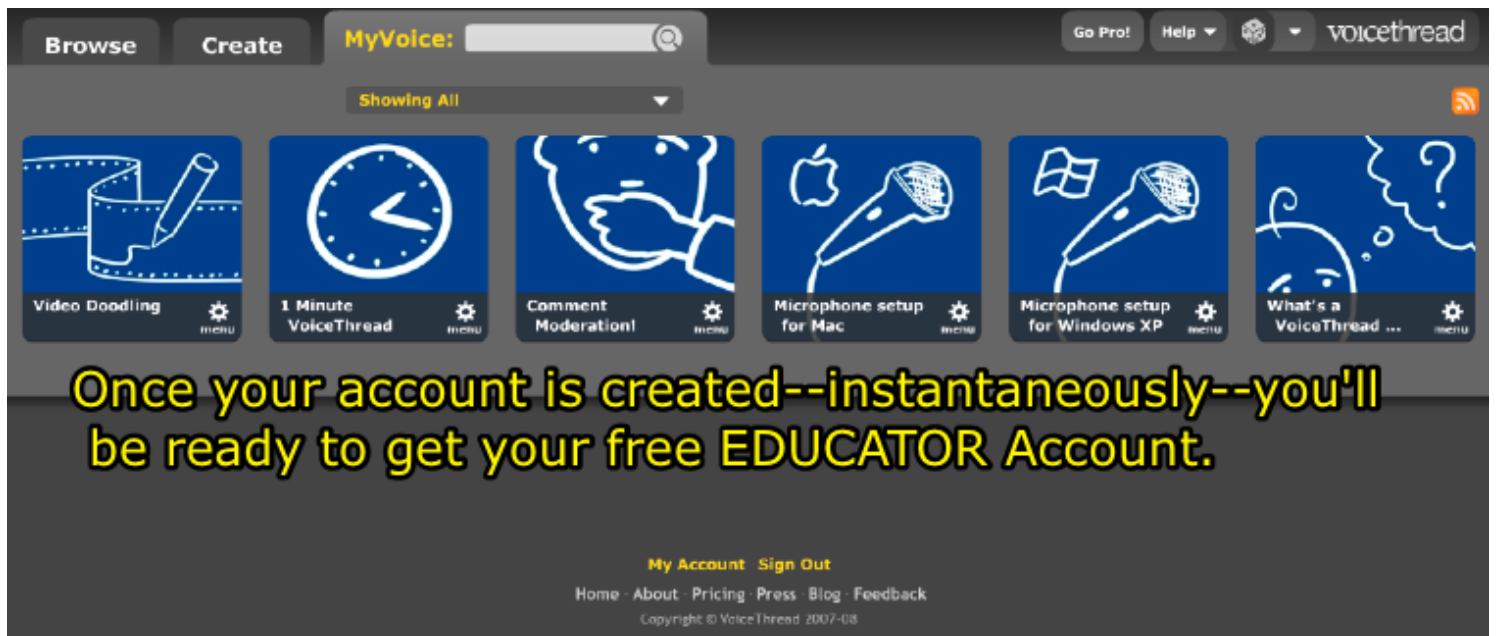 Browse Create MyVoice: Go Pro! Help voicethread
Showing All
Video Doodling menu
1 Minute
VoiceThread menu
Comment
Moderation! menu
Microphone setup
for Mac menu
Microphone setup
for Windows XP menu
What's a
VoiceThread ... menu
Once your account is created--instantaneously--you'll
be ready to get your free EDUCATOR Account.
My Account Sign Out
Home · About · Pricing · Press · Blog · Feedback
Copyright © VoiceThread 2007-08